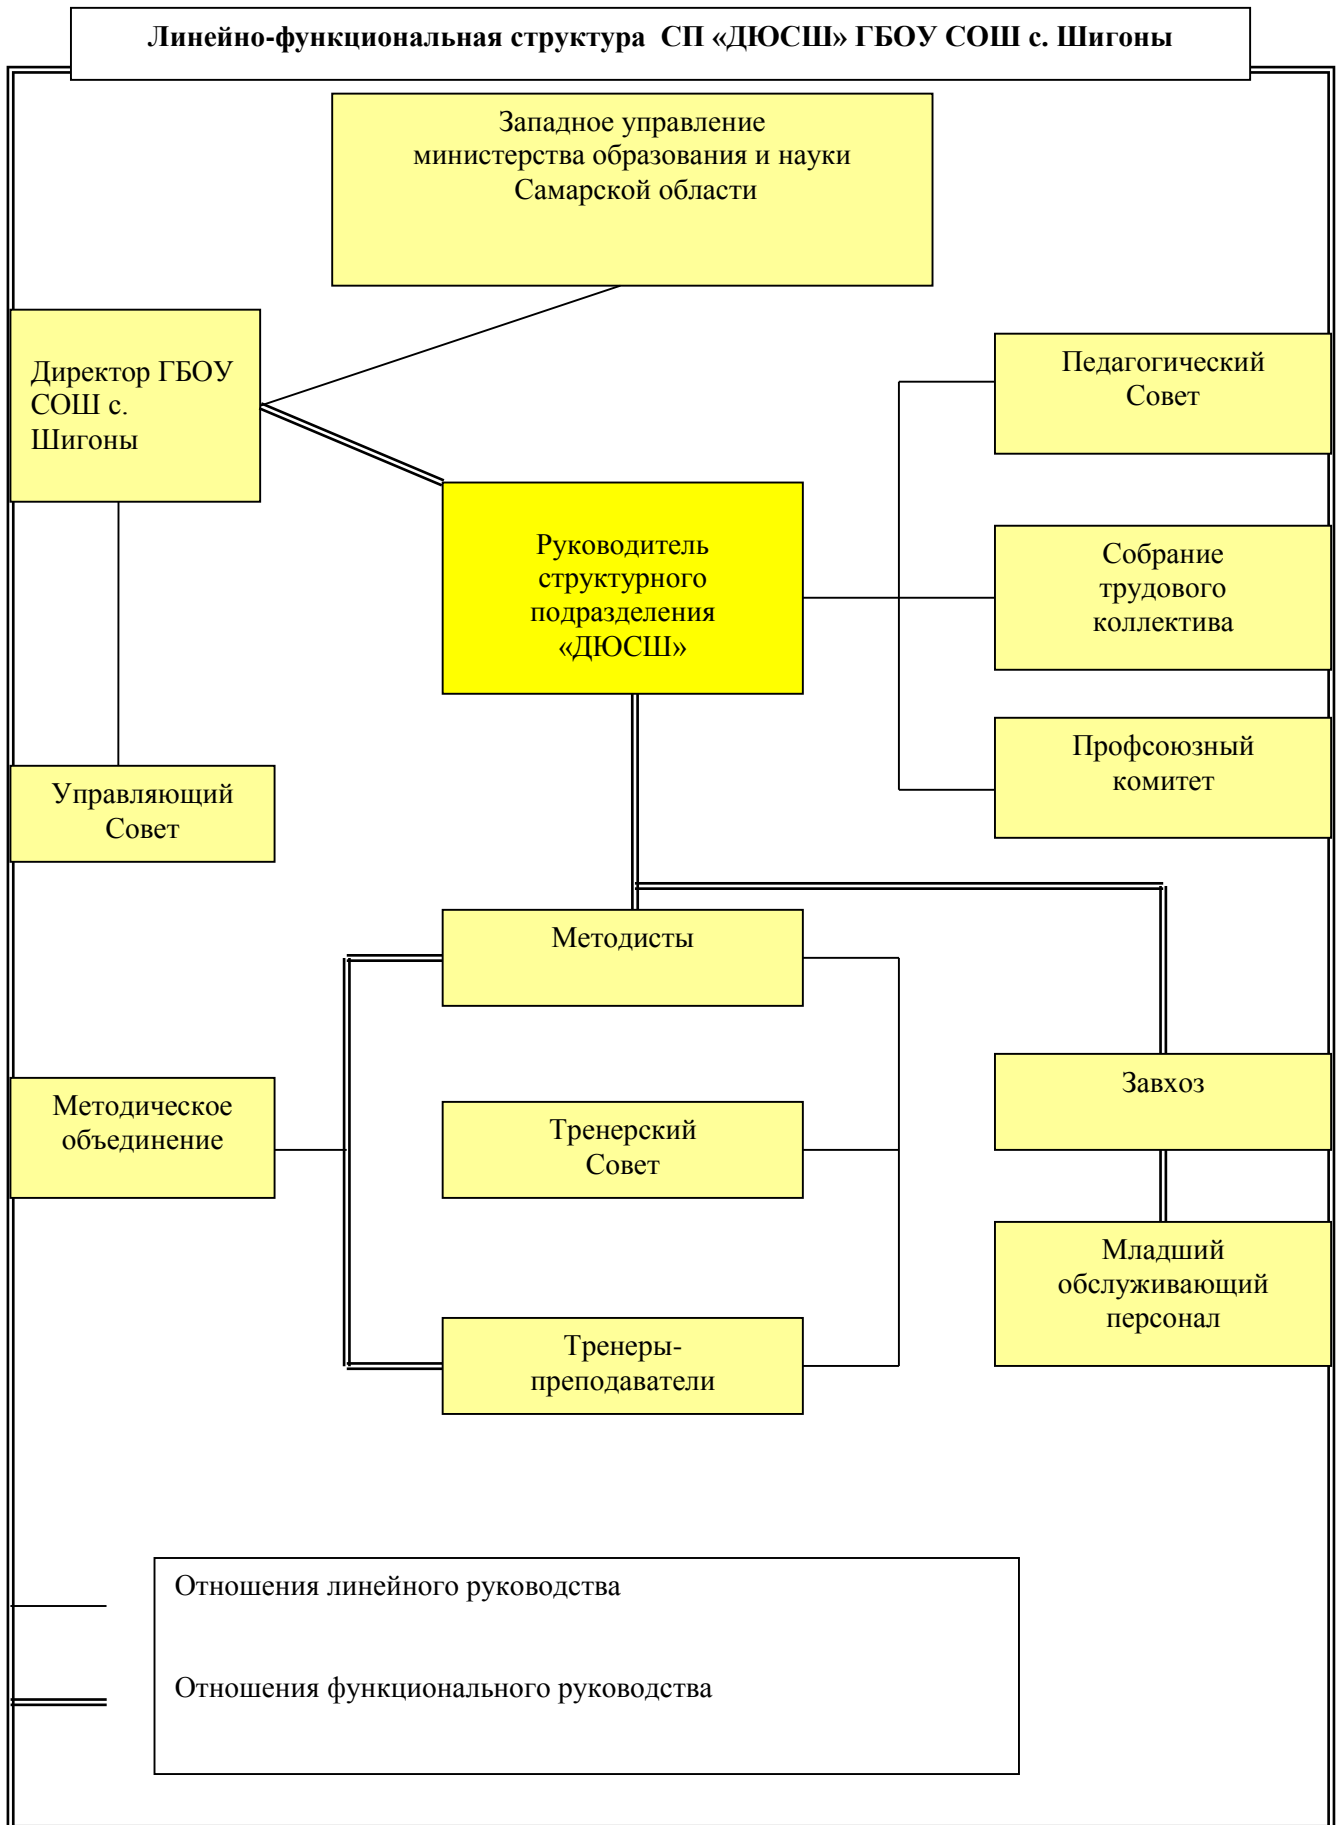 Линейно-функциональная структура СП «ДЮСШ» ГБОУ СОШ с. Шигоны
Западное управление
министерства образования и науки
Самарской области
Директор ГБОУ
СОШ с.
Шигоны
Педагогический
Совет
Руководитель
структурного
подразделения
«ДЮСШ»
Собрание
трудового
коллектива
Профсоюзный
комитет
Управляющий
Совет
Методисты
Завхоз
Методическое
объединение
Тренерский
Совет
Младший
обслуживающий
персонал
Тренеры-
преподаватели
Отношения линейного руководства
Отношения функционального руководства